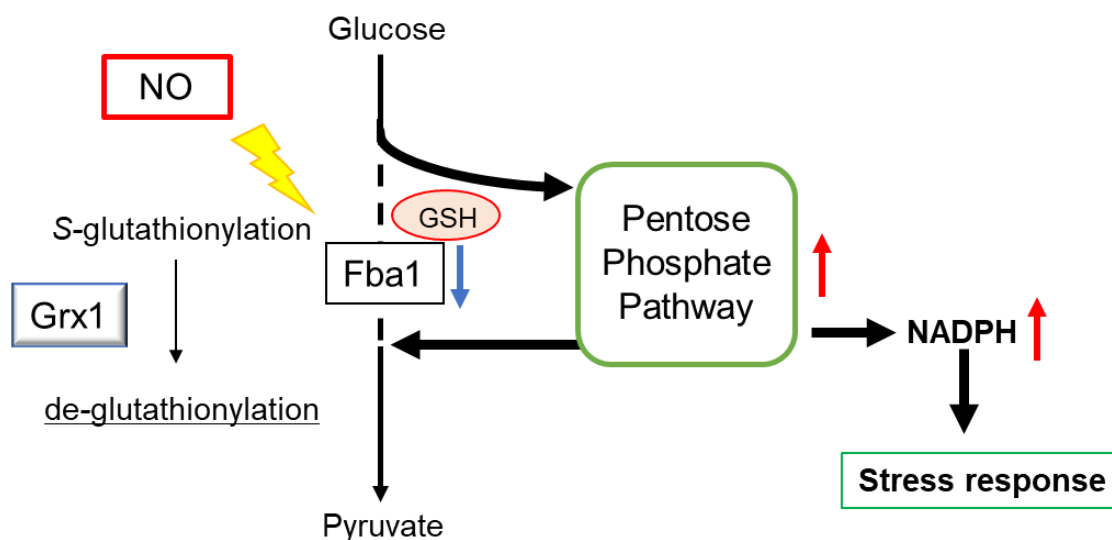 Glucose
NO
GSH
S-glutathionylation
Fba1
Grx1
de-glutathionylation
Pyruvate
Pentose
Phosphate
Pathway
NADPH
Stress response